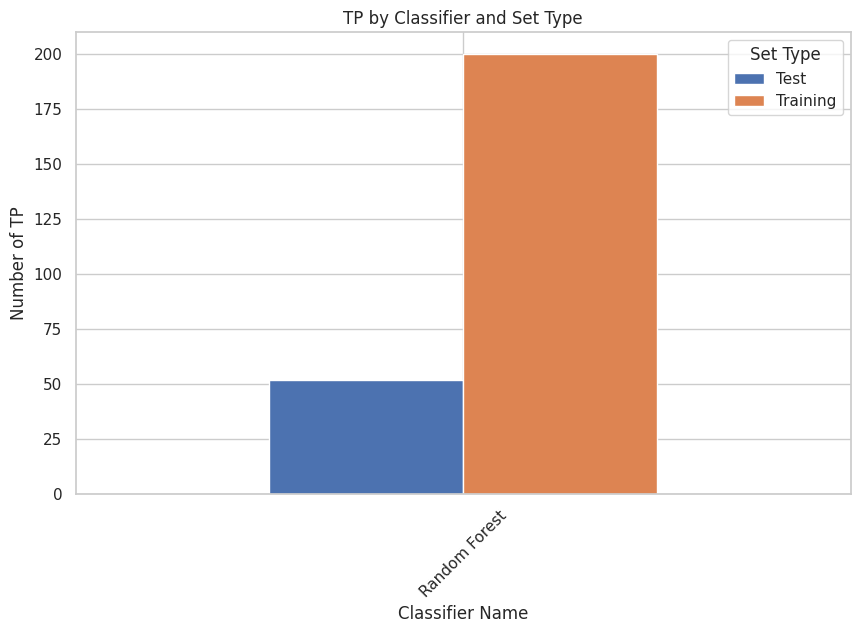 TP by Classifier and Set Type
Set Type
Test
Training
Number of TP
200
175
150
125
100
75
50
25
0
Random Forest
Classifier Name